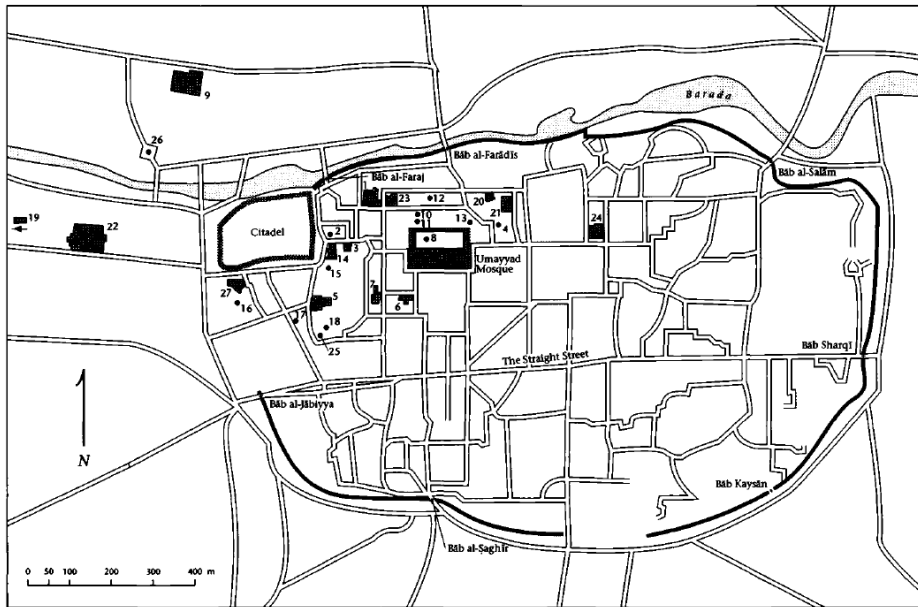 9
Barada
26
Bāb al-Farādīs
Bāb al-Faraj
Bāb al-Salām
19
22
Citadel
23
12
20
21
10
11
13
4
24
2
8
3
14
15
Umayyad
Mosque
27
16
5
7
6
17
18
25
The Straight Street
Bāb Sharqī
Bāb al-Jābiyya
N
Bāb Kaysān
Bāb al-Ṣaghīr
0 50 100 200 300 400 m